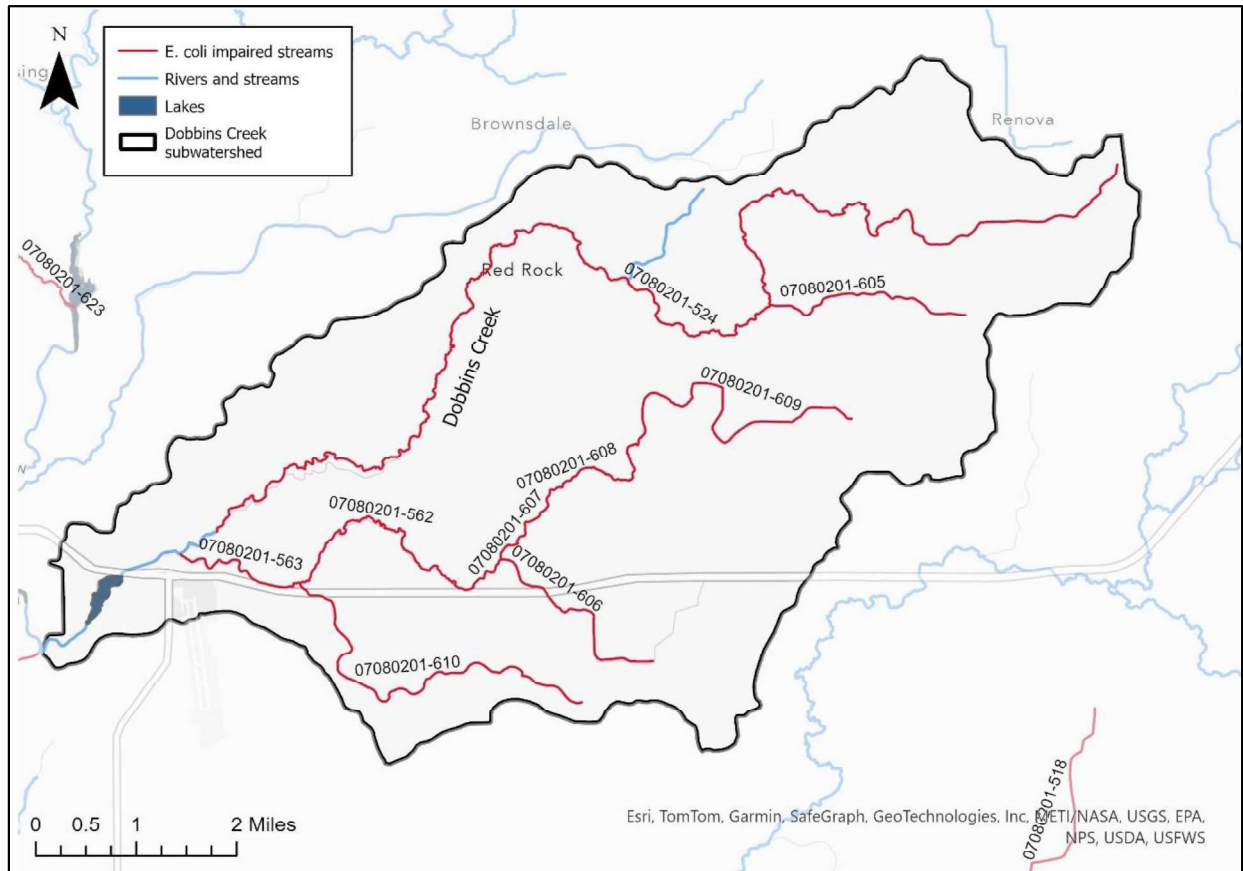 N
E. coli impaired streams
Rivers and streams
Lakes
Dobbins Creek
subwatershed
sing
Brownsdale
Renova
07080201-623
Red Rock
07080201-524
07080201-605
Dobbins Creek
07080201-609
07080201-608
07080201-562
07080201-607
07080201-563
07080201-606
07080201-610
07080201-518
0 0.5 1 2 Miles
Esri, TomTom, Garmin, SafeGraph, GeoTechnologies, Inc, METI/NASA, USGS, EPA,
NPS, USDA, USFWS